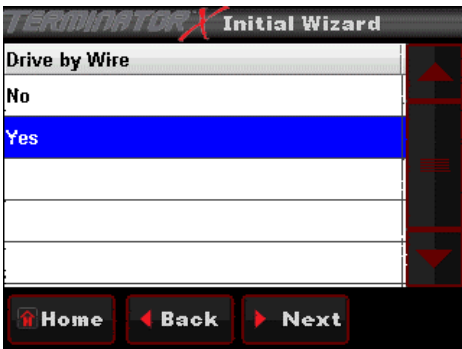 TERMINATOR X Initial Wizard
Drive by Wire
No
Yes
Home Back Next